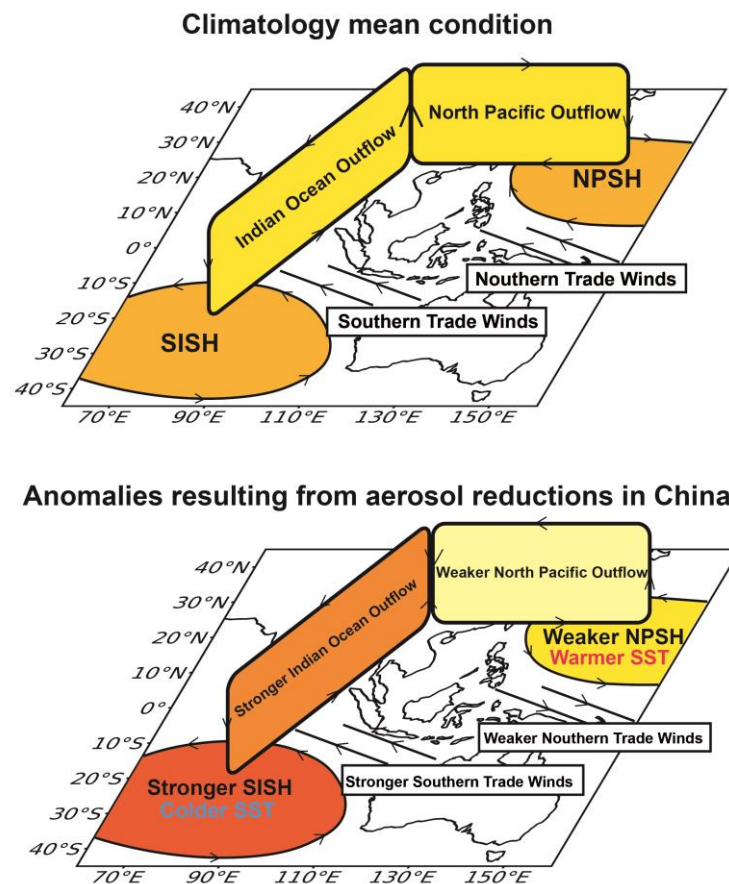 Climatology mean condition
40°N
30°N
20°N
10°N
0°
10°S
20°S
30°S
40°S
70°E
90°E
110°E
130°E
150°E
Indian Ocean Outflow
North Pacific Outflow
NPSH
Nouthern Trade Winds
Southern Trade Winds
SISH
Anomalies resulting from aerosol reductions in China
40°N
30°N
20°N
10°N
0°
10°S
20°S
30°S
40°S
70°E
90°E
110°E
130°E
150°E
Stronger Indian Ocean Outflow
Weaker North Pacific Outflow
Weaker NPSH
Warmer SST
Weaker Nouthern Trade Winds
Stronger Southern Trade Winds
Stronger SISH
Colder SST